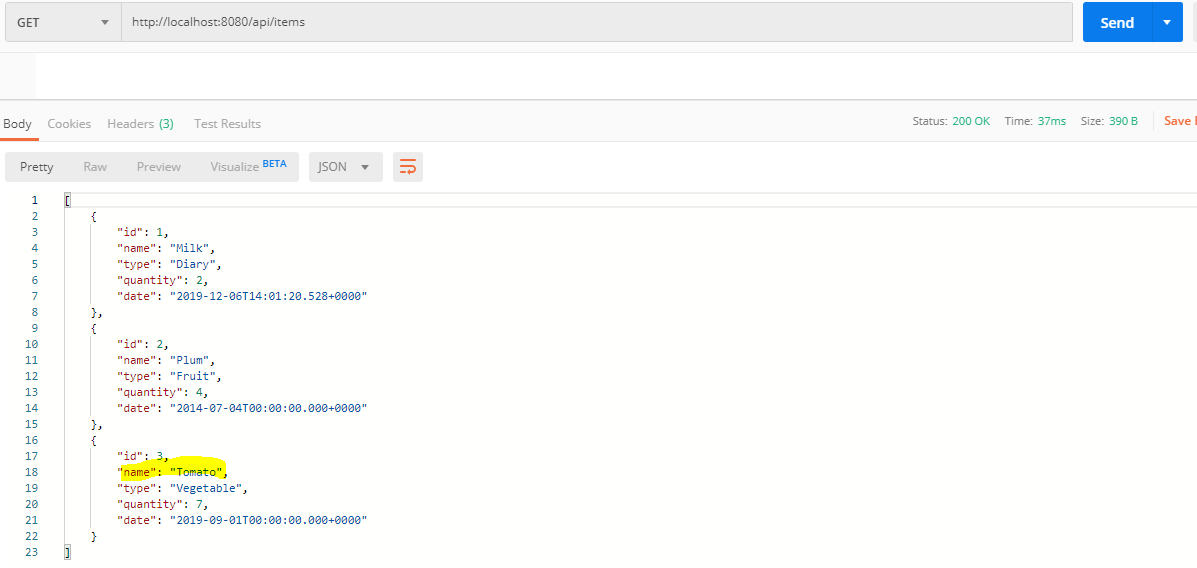 GET http://localhost:8080/api/items Send
Body Cookies Headers (3) Test Results Status: 200 OK Time: 37ms Size: 390 B Save
Pretty Raw Preview Visualize BETA JSON
1 [
2 {
3 "id": 1,
4 "name": "Milk",
5 "type": "Diary",
6 "quantity": 2,
7 "date": "2019-12-06T14:01:20.528+0000"
8 },
9 {
10 "id": 2,
11 "name": "Plum",
12 "type": "Fruit",
13 "quantity": 4,
14 "date": "2014-07-04T00:00:00.000+0000"
15 },
16 {
17 "id": 3,
18 "name": "Tomato",
19 "type": "Vegetable",
20 "quantity": 7,
21 "date": "2019-09-01T00:00:00.000+0000"
22 }
23 ]